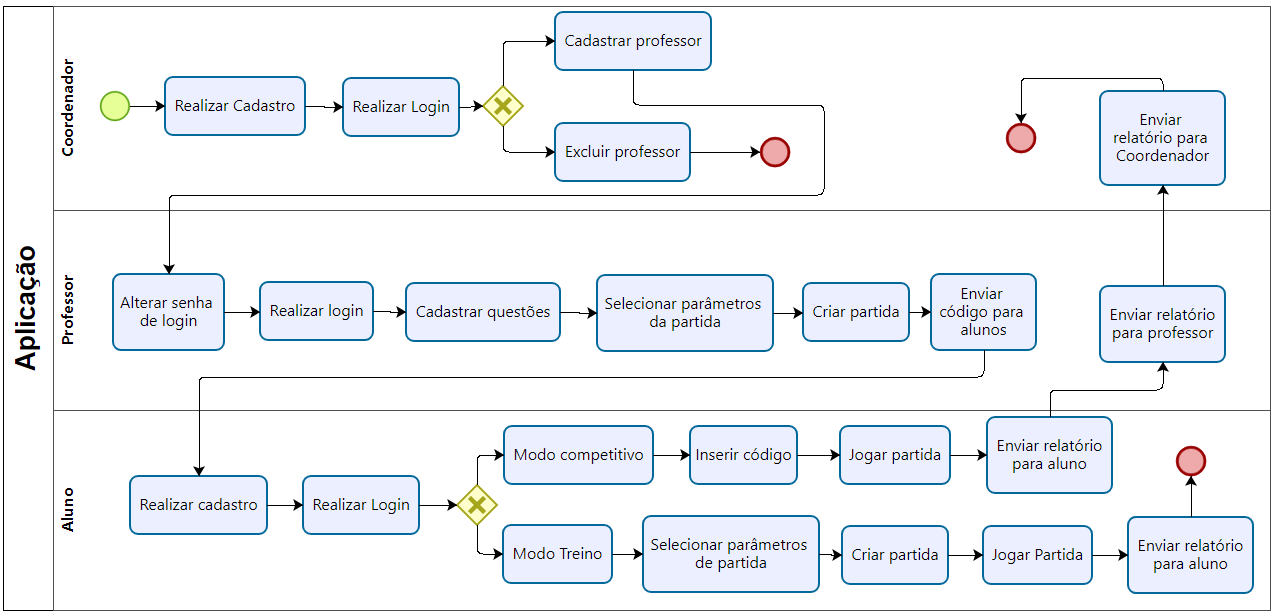 Aplicação
Coordenador
Realizar Cadastro
Realizar Login
Cadastrar professor
Excluir professor
Enviar
relatório para
Coordenador
Professor
Alterar senha
de login
Realizar login
Cadastrar questões
Selecionar parâmetros
da partida
Criar partida
Enviar
código para
alunos
Enviar relatório
para professor
Aluno
Realizar cadastro
Realizar Login
Modo competitivo
Inserir código
Jogar partida
Enviar relatório
para aluno
Modo Treino
Selecionar parâmetros
de partida
Criar partida
Jogar Partida
Enviar relatório
para aluno